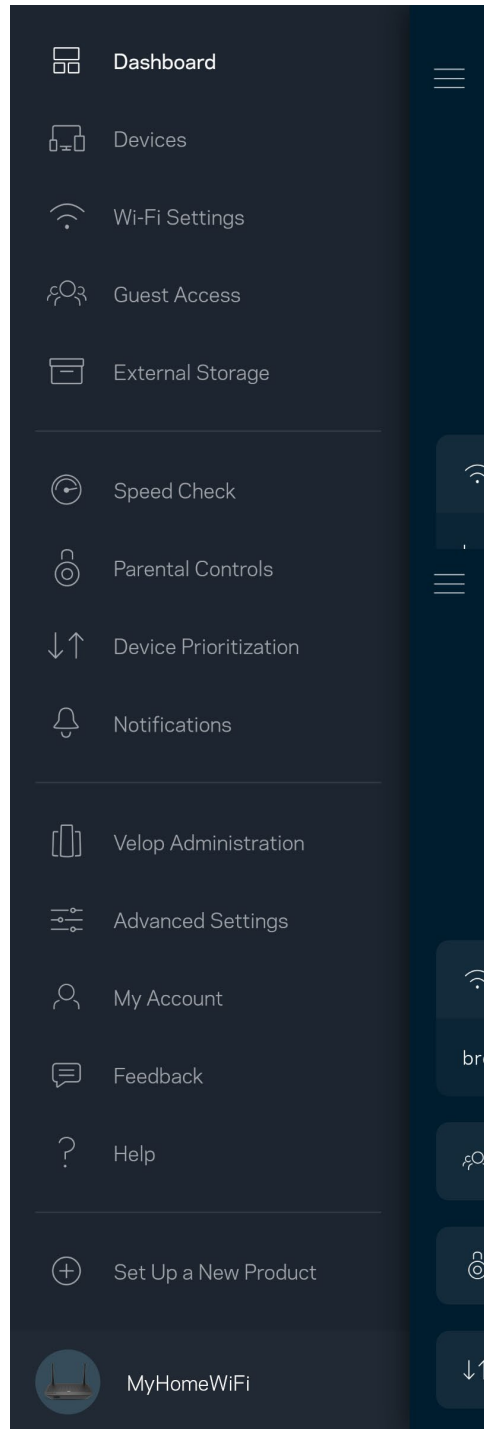 Dashboard
Devices
Wi-Fi Settings
Guest Access
External Storage
Speed Check
Parental Controls
Device Prioritization
Notifications
Velop Administration
Advanced Settings
My Account
Feedback
Help
Set Up a New Product
MyHomeWiFi